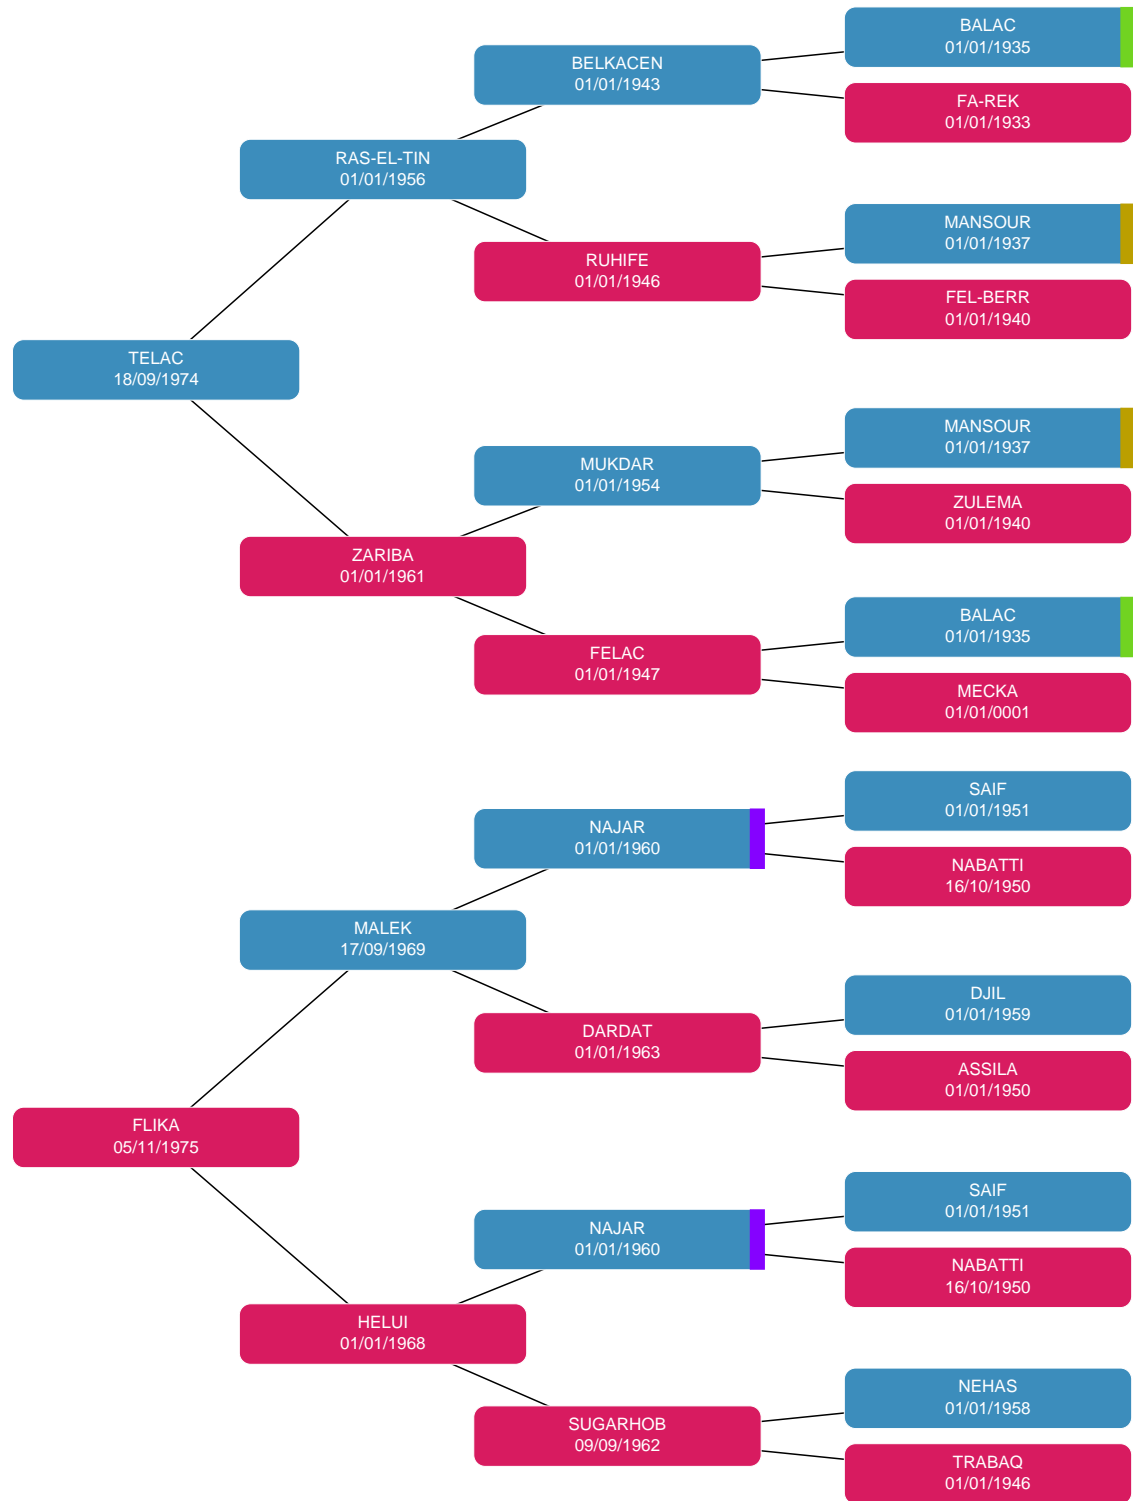 BALAC
01/01/1935
BELKACEN
01/01/1943
FA-REK
01/01/1933
RAS-EL-TIN
01/01/1956
MANSOUR
01/01/1937
RUHIFE
01/01/1946
FEL-BERR
01/01/1940
TELAC
18/09/1974
MANSOUR
01/01/1937
MUKDAR
01/01/1954
ZULEMA
01/01/1940
ZARIBA
01/01/1961
BALAC
01/01/1935
FELAC
01/01/1947
MECKA
01/01/0001
SAIF
01/01/1951
NAJAR
01/01/1960
NABATTI
16/10/1950
MALEK
17/09/1969
DJIL
01/01/1959
DARDAT
01/01/1963
ASSILA
01/01/1950
FLIKA
05/11/1975
SAIF
01/01/1951
NAJAR
01/01/1960
NABATTI
16/10/1950
HELUI
01/01/1968
NEHAS
01/01/1958
SUGARHOB
09/09/1962
TRABAQ
01/01/1946